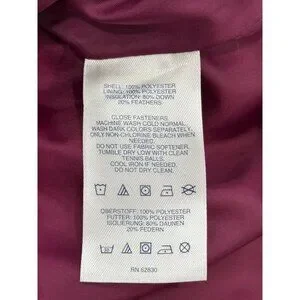 SHELL: 100% POLYESTER
LINING: 100% POLYESTER
INSULATION: 80% DOWN
20% FEATHERS
CLOSE FASTENERS.
MACHINE WASH COLD NORMAL.
WASH DARK COLORS SEPARATELY.
ONLY NON-CHLORINE BLEACH WHEN
NEEDED.
DO NOT USE FABRIC SOFTENER.
TUMBLE DRY LOW WITH CLEAN
TENNIS BALLS.
COOL IRON IF NEEDED.
DO NOT DRY CLEAN.
OBERSTOFF: 100% POLYESTER
FUTTER: 100% POLYESTER
ISOLIERUNG: 80% DAUNEN
20% FEDERN
RN 52830